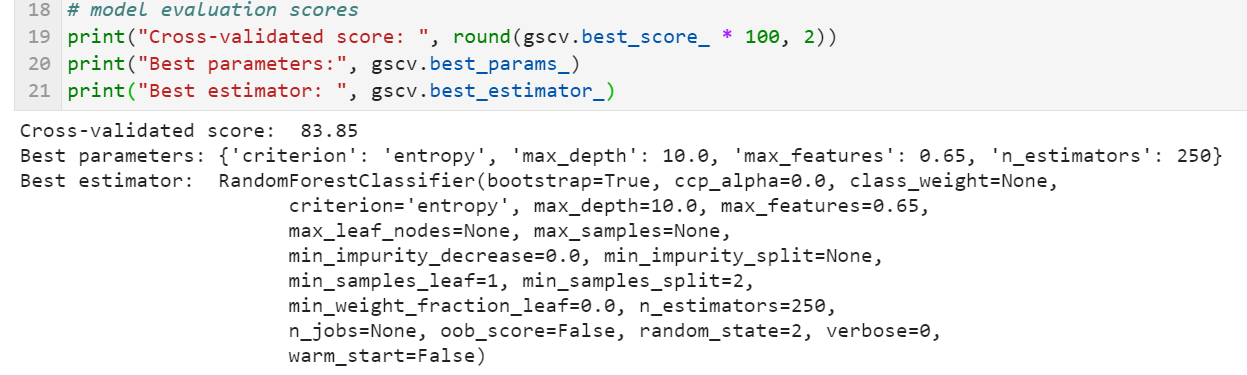 18 # model evaluation scores
19 print("Cross-validated score: ", round(gscv.best_score_ * 100, 2))
20 print("Best parameters:", gscv.best_params_)
21 print("Best estimator: ", gscv.best_estimator_)
Cross-validated score:  83.85
Best parameters: {'criterion': 'entropy', 'max_depth': 10.0, 'max_features': 0.65, 'n_estimators': 250}
Best estimator:  RandomForestClassifier(bootstrap=True, ccp_alpha=0.0, class_weight=None,
                       criterion='entropy', max_depth=10.0, max_features=0.65,
                       max_leaf_nodes=None, max_samples=None,
                       min_impurity_decrease=0.0, min_impurity_split=None,
                       min_samples_leaf=1, min_samples_split=2,
                       min_weight_fraction_leaf=0.0, n_estimators=250,
                       n_jobs=None, oob_score=False, random_state=2, verbose=0,
                       warm_start=False)